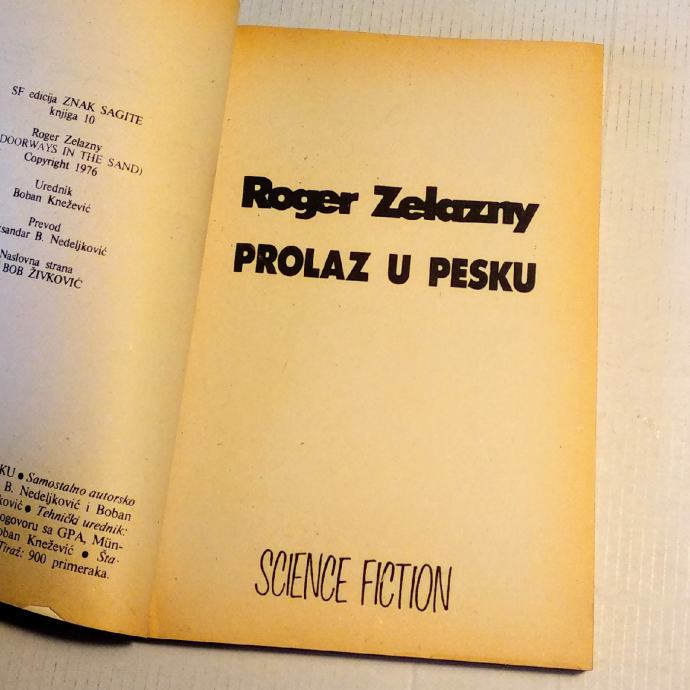 SF edicija ZNAK SAGITE
knjiga 10
Roger Zelazny
DOORWAYS IN THE SAND)
Copyright 1976
Urednik
Boban Knežević
Prevod
ksandar B. Nedeljković
Naslovna strana
BOB ŽIVKOVIĆ
KU ● Samostalno autorsko
B. Nedeljković i Boban
ković ● Tehnički urednik:
ogovoru sa GPA, Mün-
oban Knežević ● Šta-
Tiraž: 900 primeraka.
Roger Zelazny
PROLAZ U PESKU
SCIENCE FICTION